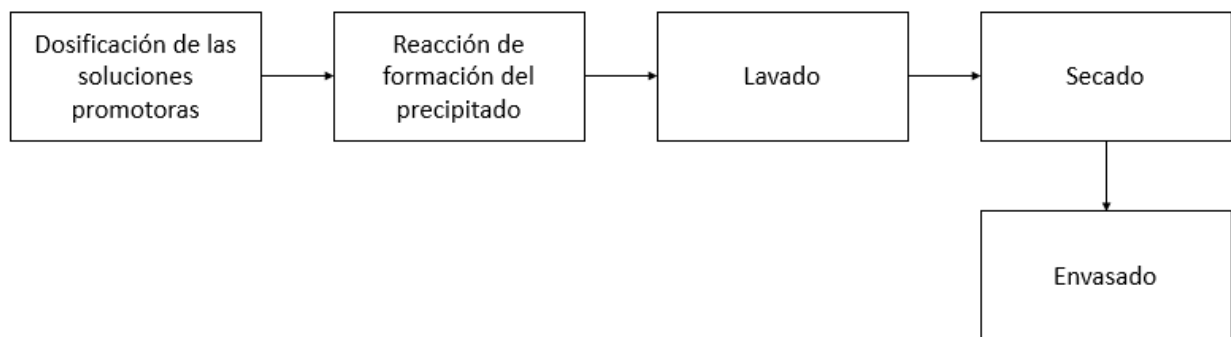 Dosificación de las
soluciones
promotoras
Reacción de
formación del
precipitado
Lavado
Secado
Envasado